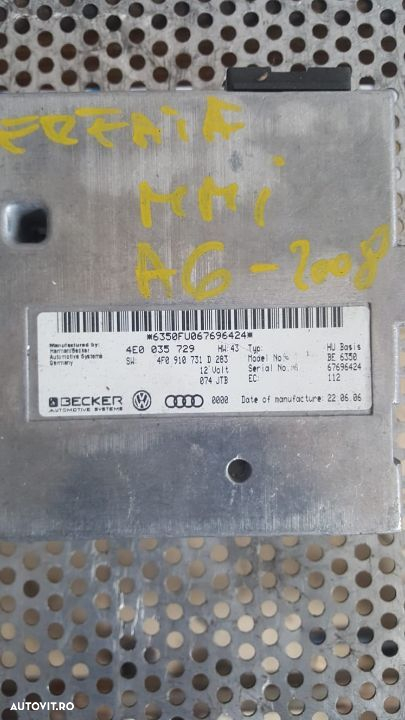 MMI
A6-2008
*6350FU067696424*
Manufactured by:
Harman/Becker
Automotive Systems
Germany
4E0 035 729 HW:43 Typ: HU Basis
SW: 4F0 910 731 D 283 Model No. BE 6350
12 Volt Serial No. 67696424
074 JTB EC: 112
BECKER
AUTOMOTIVE SYSTEMS
0000 Date of manufacture: 22 06.06
AUTOVIT.RO